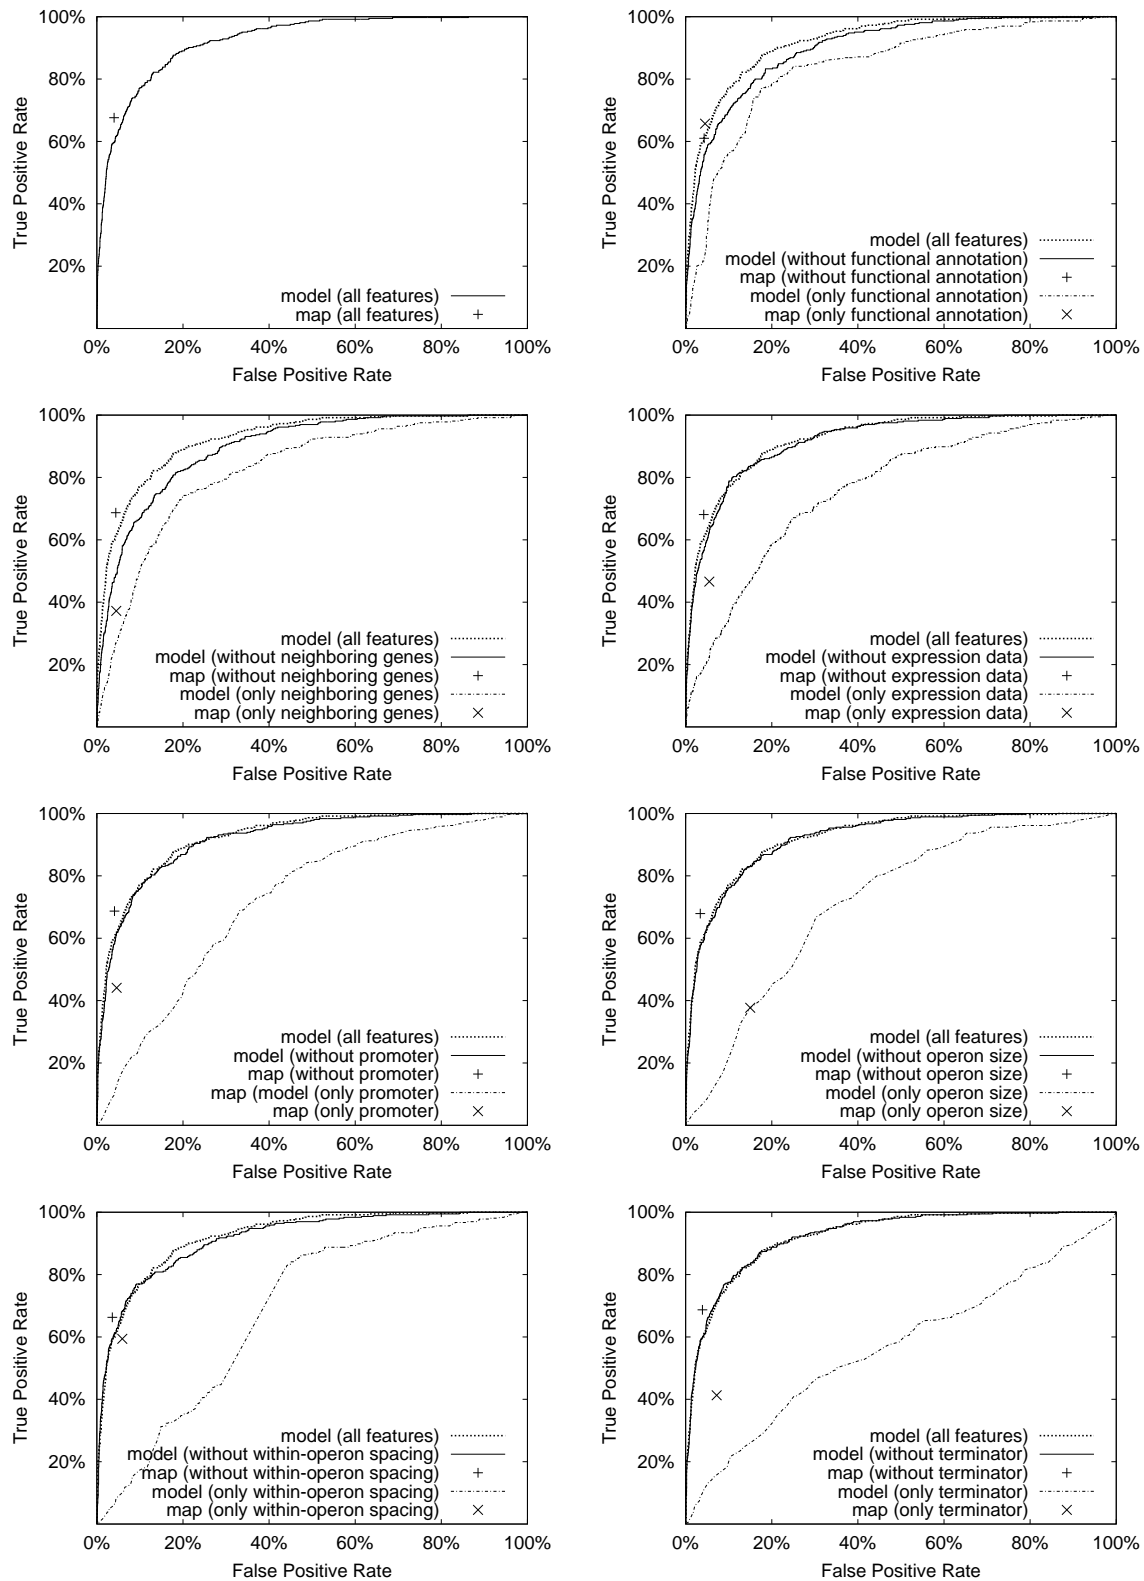 100%
80%
60%
40%
20%
True Positive Rate
model (all features)
map (all features)
0% 20% 40% 60% 80% 100%
False Positive Rate
100%
80%
60%
40%
20%
True Positive Rate
model (all features)
model (without functional annotation)
map (without functional annotation)
model (only functional annotation)
map (only functional annotation)
0% 20% 40% 60% 80% 100%
False Positive Rate
100%
80%
60%
40%
20%
True Positive Rate
model (all features)
model (without neighboring genes)
map (without neighboring genes)
model (only neighboring genes)
map (only neighboring genes)
0% 20% 40% 60% 80% 100%
False Positive Rate
100%
80%
60%
40%
20%
True Positive Rate
model (all features)
model (without expression data)
map (without expression data)
model (only expression data)
map (only expression data)
0% 20% 40% 60% 80% 100%
False Positive Rate
100%
80%
60%
40%
20%
True Positive Rate
model (all features)
model (without promoter)
map (without promoter)
map (model (only promoter)
map (only promoter)
0% 20% 40% 60% 80% 100%
False Positive Rate
100%
80%
60%
40%
20%
True Positive Rate
model (all features)
model (without operon size)
map (without operon size)
model (only operon size)
map (only operon size)
0% 20% 40% 60% 80% 100%
False Positive Rate
100%
80%
60%
40%
20%
True Positive Rate
model (all features)
model (without within-operon spacing)
map (without within-operon spacing)
model (only within-operon spacing)
map (only within-operon spacing)
0% 20% 40% 60% 80% 100%
False Positive Rate
100%
80%
60%
40%
20%
True Positive Rate
model (all features)
model (without terminator)
map (without terminator)
model (only terminator)
map (only terminator)
0% 20% 40% 60% 80% 100%
False Positive Rate